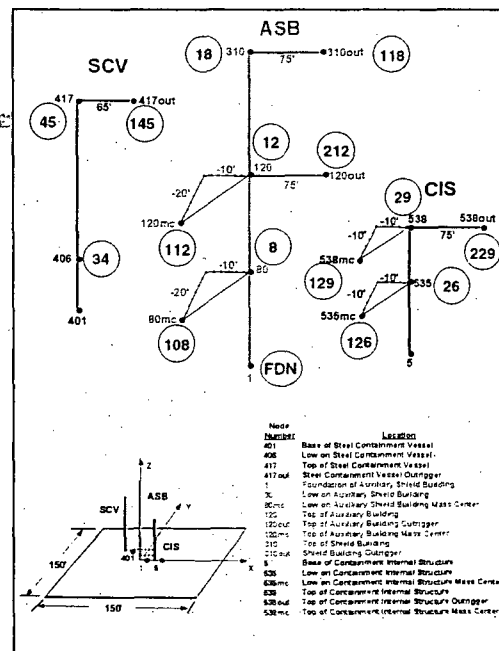 ASB
18
310
310out
118
75'
SCV
417
417out
65'
45
145
12
212
-10'
120
120out
-20'
75'
120mc
112
29
CIS
-10'
538
538out
-10'
75'
538mc
229
129
-10'
535
-10'
26
535mc
126
406
34
401
8
-10'
80
-20'
80mc
108
1
FDN
5
Node
Number
Location
401 Base of Steel Containment Vessel
406 Low on Steel Containment Vessel
417 Top of Steel Containment Vessel
417out Steel Containment Vessel Outrigger
1 Foundation of Auxiliary Shield Building
80 Low on Auxiliary Shield Building
80mc Low on Auxiliary Shield Building Mass Center
120 Top of Auxiliary Building
120out Top of Auxiliary Building Outrigger
120mc Top of Auxiliary Building Mass Center
310 Top of Shield Building
310out Shield Building Outrigger
5 Base of Containment Internal Structure
535 Low on Containment Internal Structure
535mc Low on Containment Internal Structure Mass Center
538 Top of Containment Internal Structure
538out Top of Containment Internal Structure Outrigger
538mc Top of Containment Internal Structure Mass Center
Z
SCV
ASB
Y
CIS
401
1
5
X
150'
150'